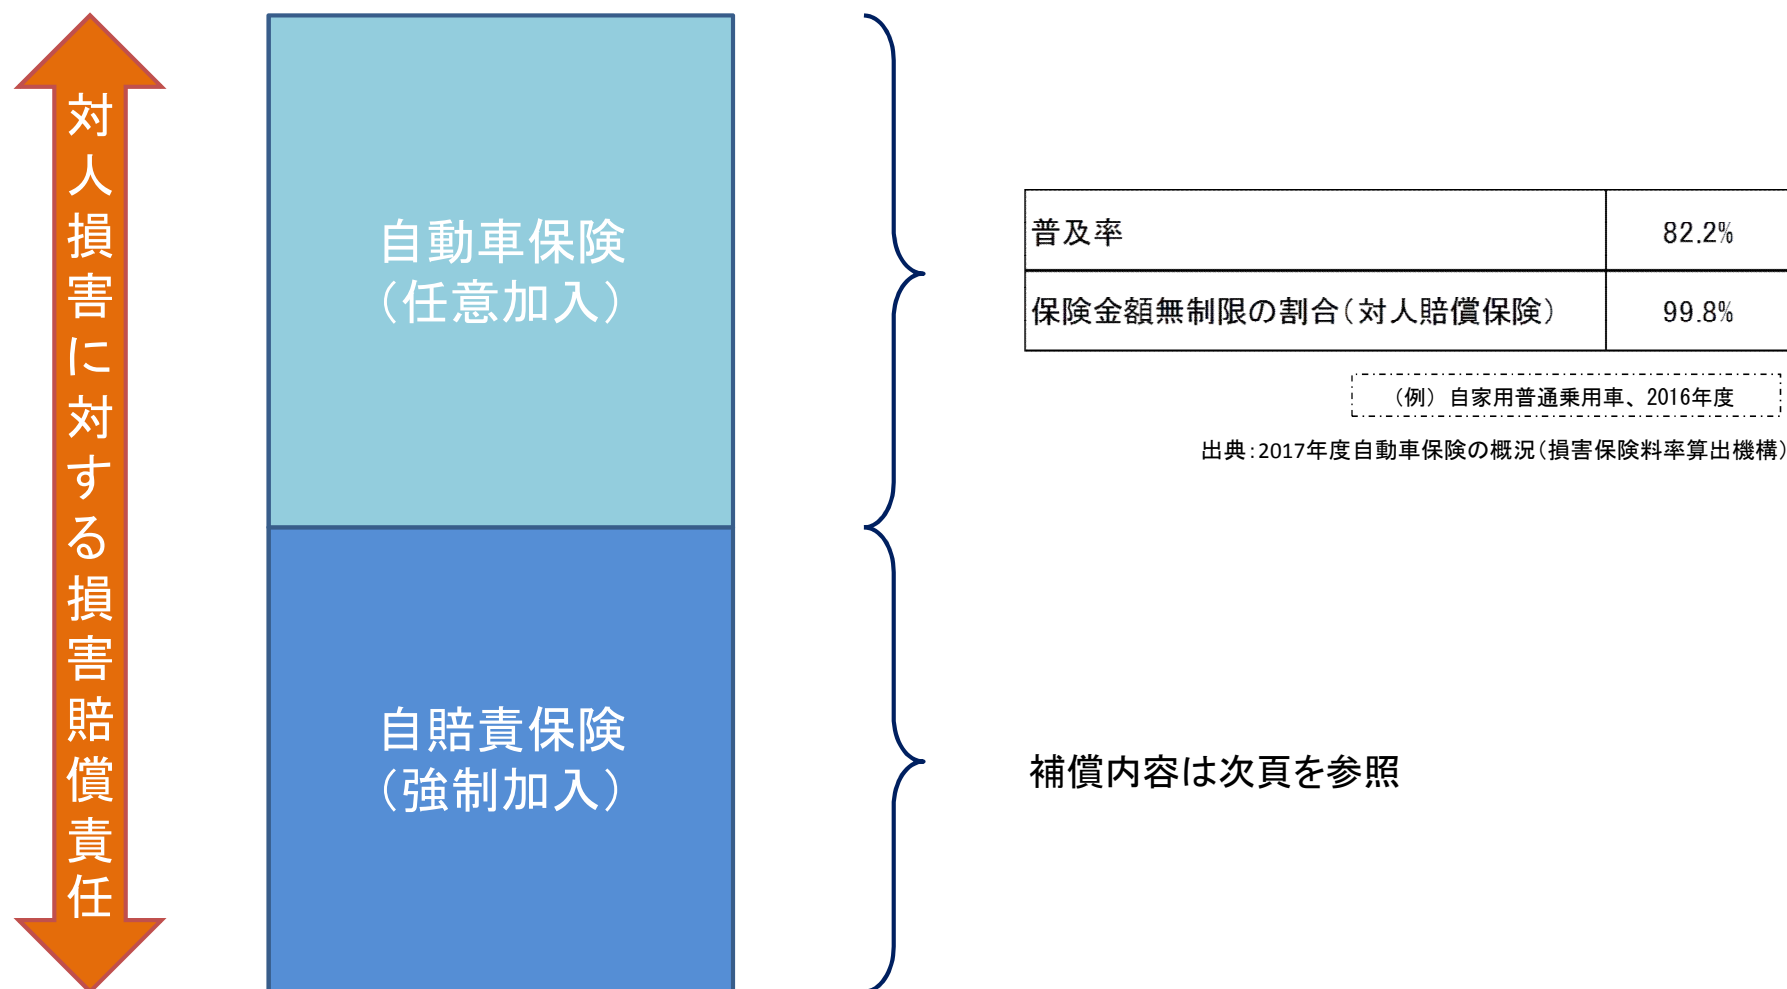 対人損害に対する損害賠償責任
自動車保険
（任意加入）
普及率 82.2%
保険金額無制限の割合（対人賠償保険） 99.8%
（例）自家用普通乗用車、2016年度
出典：2017年度自動車保険の概況（損害保険料率算出機構）
自賠責保険
（強制加入）
補償内容は次頁を参照